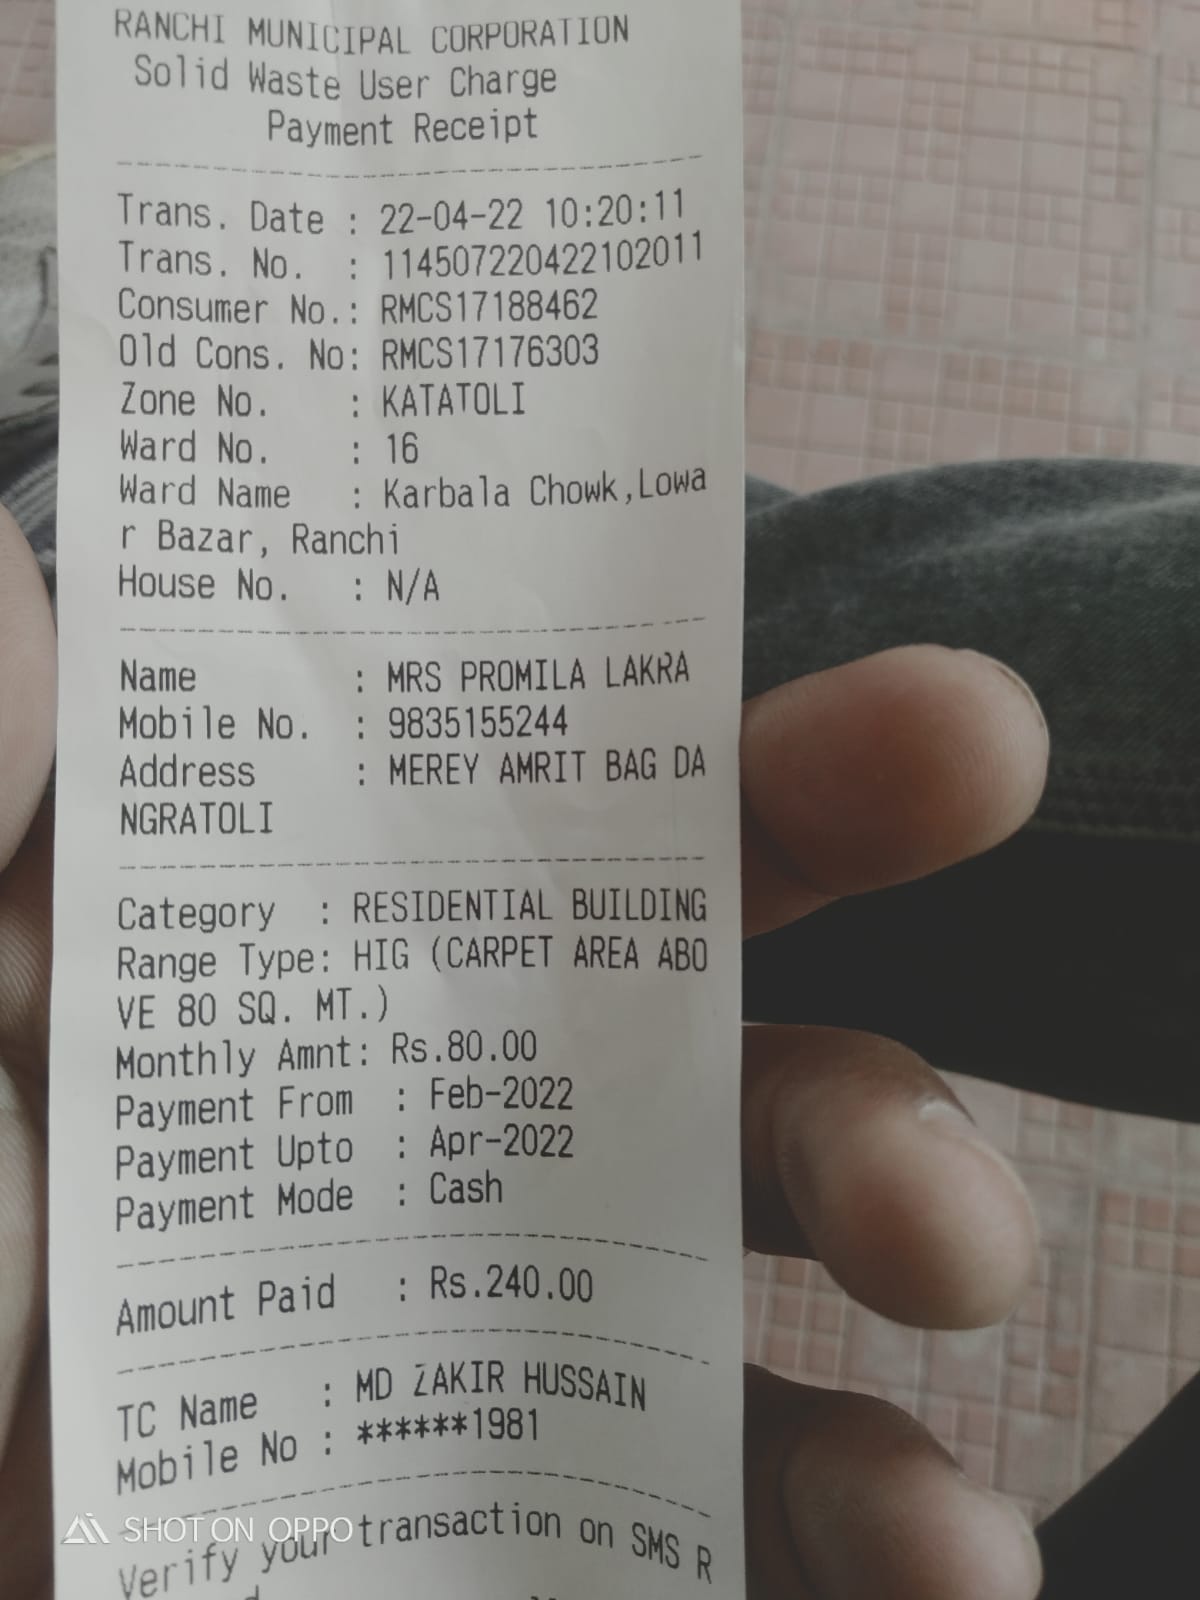 RANCHI MUNICIPAL CORPORATION
Solid Waste User Charge
Payment Receipt
Trans. Date : 22-04-22 10:20:11
Trans. No. : 114507220422102011
Consumer No.: RMCS17188462
Old Cons. No: RMCS17176303
Zone No. : KATATOLI
Ward No. : 16
Ward Name : Karbala Chowk,Lowa
r Bazar, Ranchi
House No. : N/A
Name : MRS PROMILA LAKRA
Mobile No. : 9835155244
Address : MEREY AMRIT BAG DA
NGRATOLI
Category : RESIDENTIAL BUILDING
Range Type: HIG (CARPET AREA ABO
VE 80 SQ. MT.)
Monthly Amnt: Rs.80.00
Payment From : Feb-2022
Payment Upto : Apr-2022
Payment Mode : Cash
Amount Paid : Rs.240.00
TC Name : MD ZAKIR HUSSAIN
Mobile No : ******1981
Verify your transaction on SMS R
SHOT ON OPPO